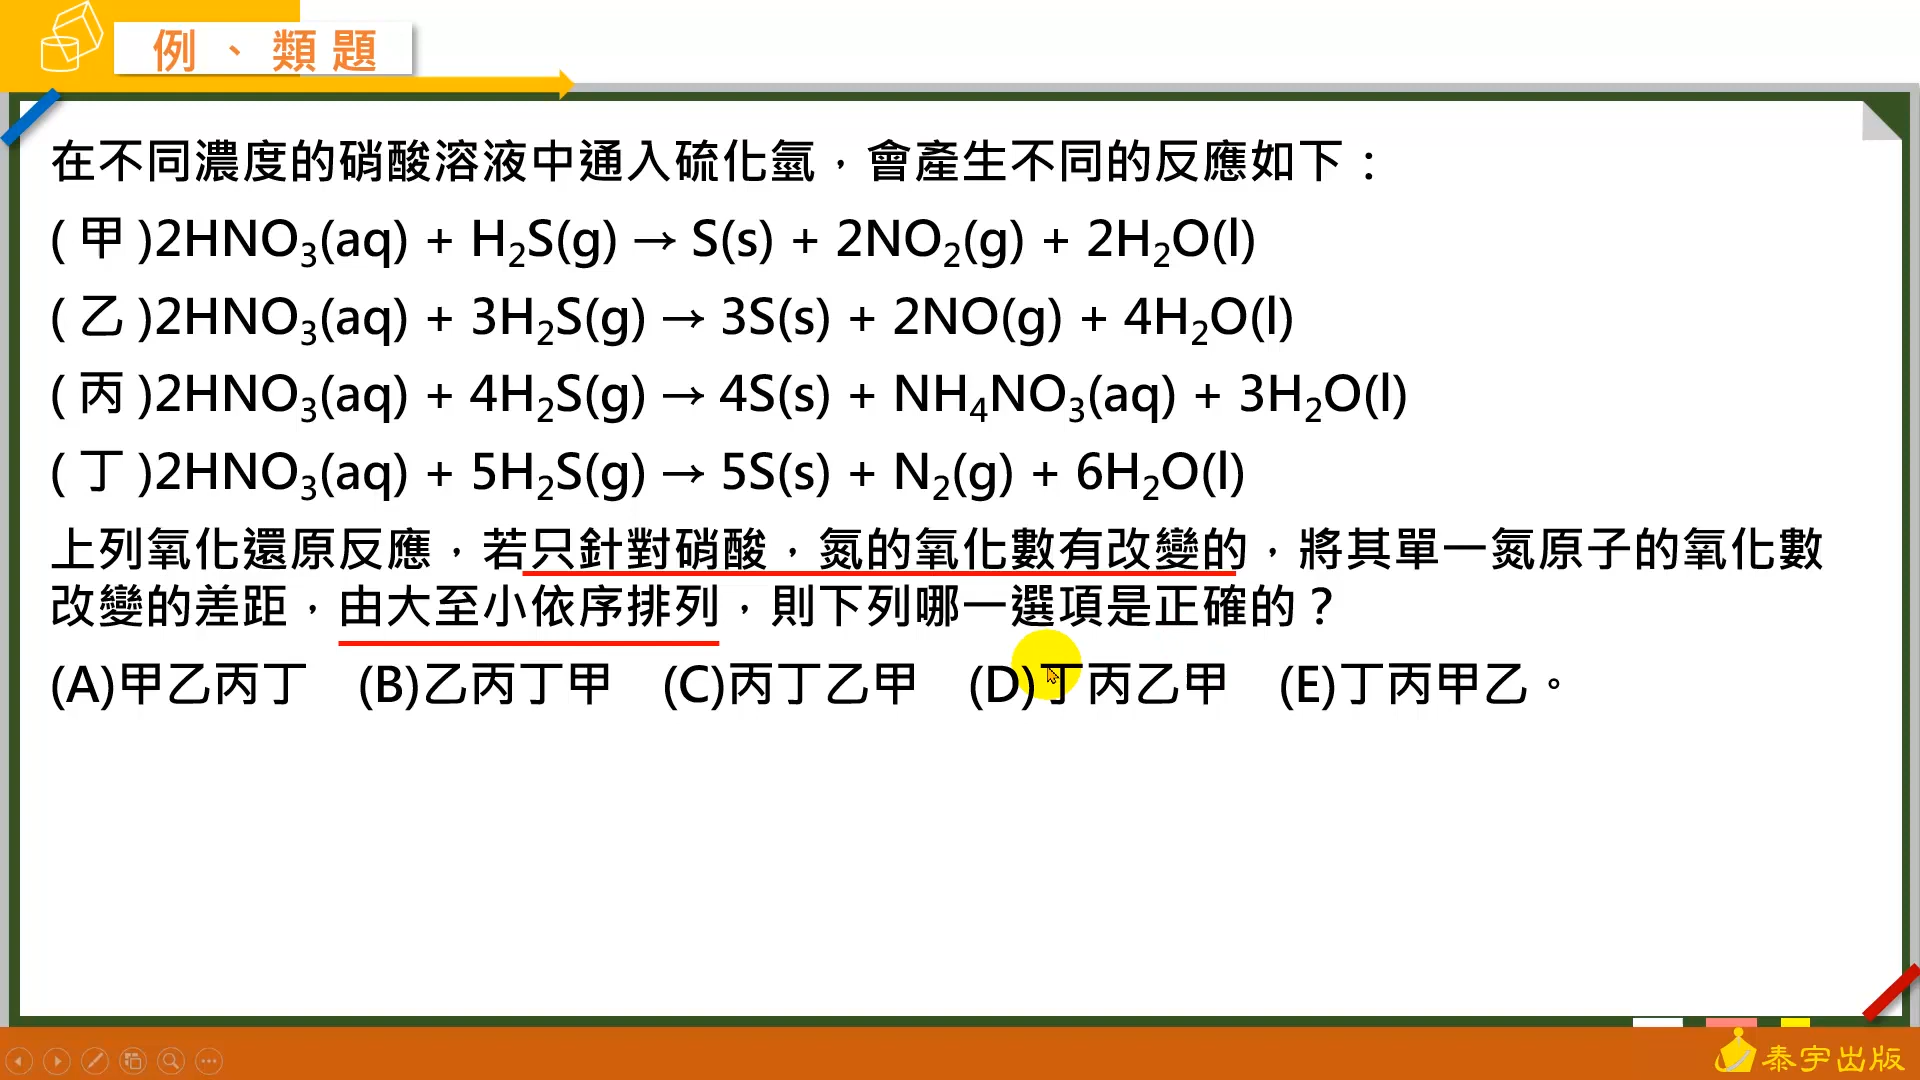 例、類題
在不同濃度的硝酸溶液中通入硫化氫，會產生不同的反應如下：
(甲)2HNO₃(aq) + H₂S(g) → S(s) + 2NO₂(g) + 2H₂O(l)
(乙)2HNO₃(aq) + 3H₂S(g) → 3S(s) + 2NO(g) + 4H₂O(l)
(丙)2HNO₃(aq) + 4H₂S(g) → 4S(s) + NH₄NO₃(aq) + 3H₂O(l)
(丁)2HNO₃(aq) + 5H₂S(g) → 5S(s) + N₂(g) + 6H₂O(l)
上列氧化還原反應，若只針對硝酸，氮的氧化數有改變的，將其單一氮原子的氧化數
改變的差距，由大至小依序排列，則下列哪一選項是正確的？
(A)甲乙丙丁 (B)乙丙丁甲 (C)丙丁乙甲 (D)丁丙乙甲 (E)丁丙甲乙。
泰宇出版